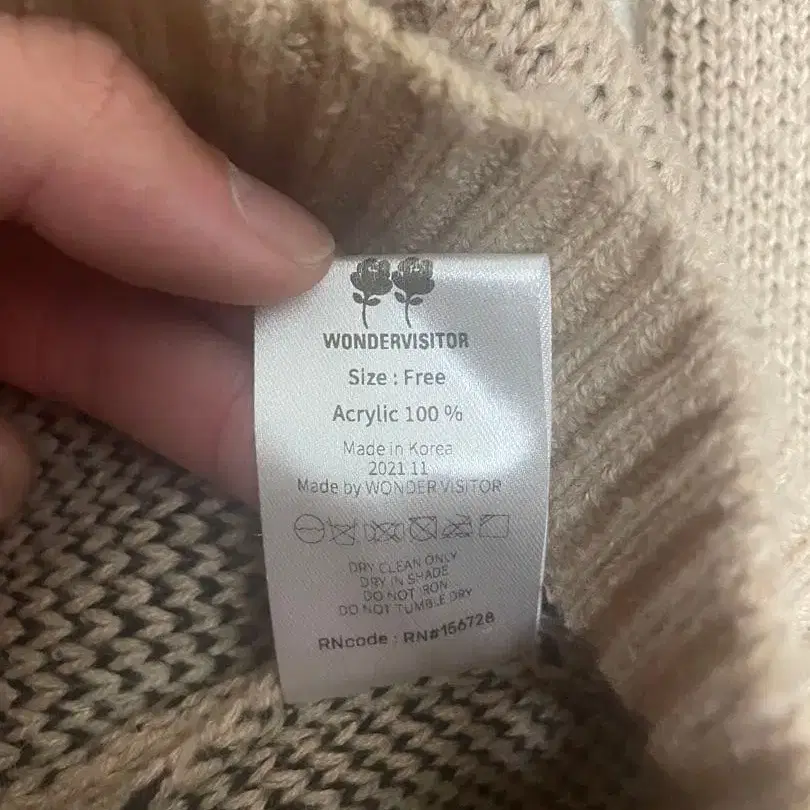 WONDERVISITOR
Size : Free
Acrylic 100 %
Made in Korea
2021 11
Made by WONDER VISITOR
DRY CLEAN ONLY
DRY IN SHADE
DO NOT IRON
DO NOT TUMBLE DRY
RNcode : RN#156728